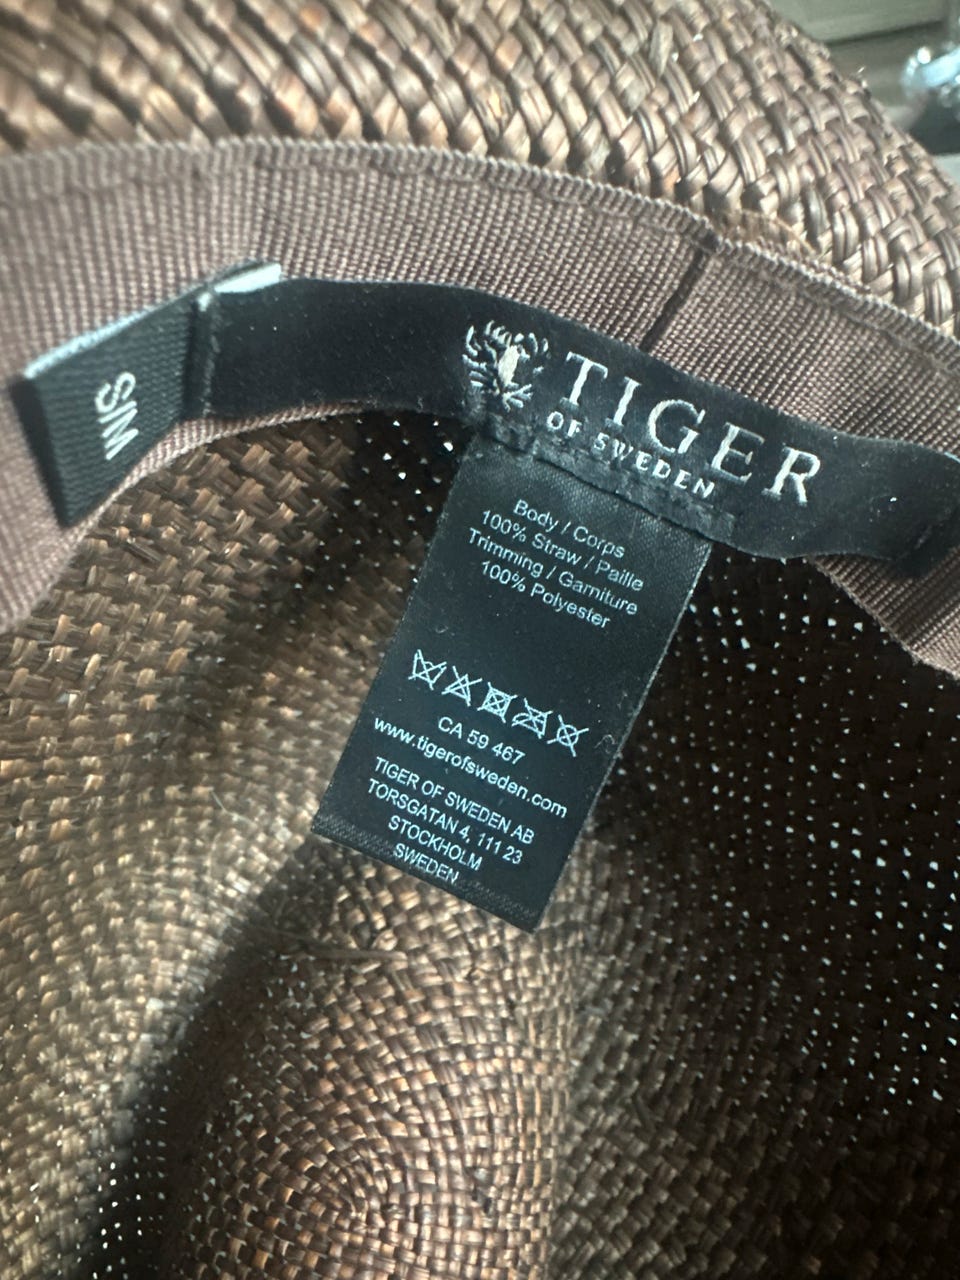 S/M
TIGER
OF SWEDEN
Body / Corps
100% Straw / Paille
Trimming / Garniture
100% Polyester
CA 59 467
www.tigerofsweden.com
TIGER OF SWEDEN AB
TORSGATAN 4, 111 23
STOCKHOLM
SWEDEN